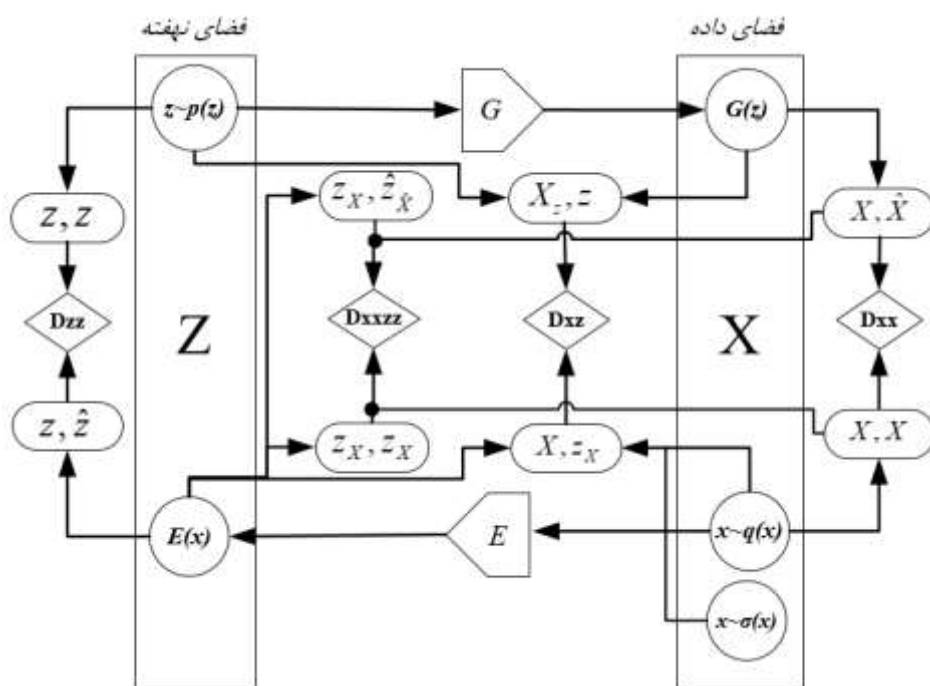 فضای نهفته
فضای داده
z~p(z)
G
G(z)
z, z
z_X, ẑ_X̂
X_z, z
X, X̂
Dzz
Z
Dxxzz
Dxz
X
Dxx
z, ẑ
z_X, z_X
X, z_X
X, X
E(x)
E
x~q(x)
x~σ(x)